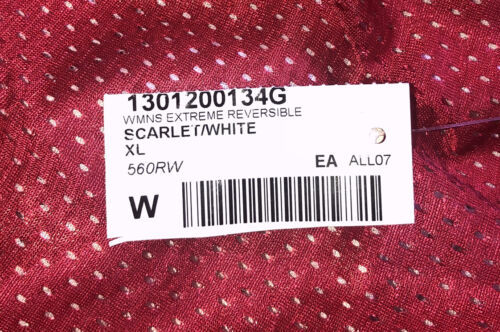 1301200134G
WMNS EXTREME REVERSIBLE
SCARLET/WHITE
XL
560RW EA ALL07
W